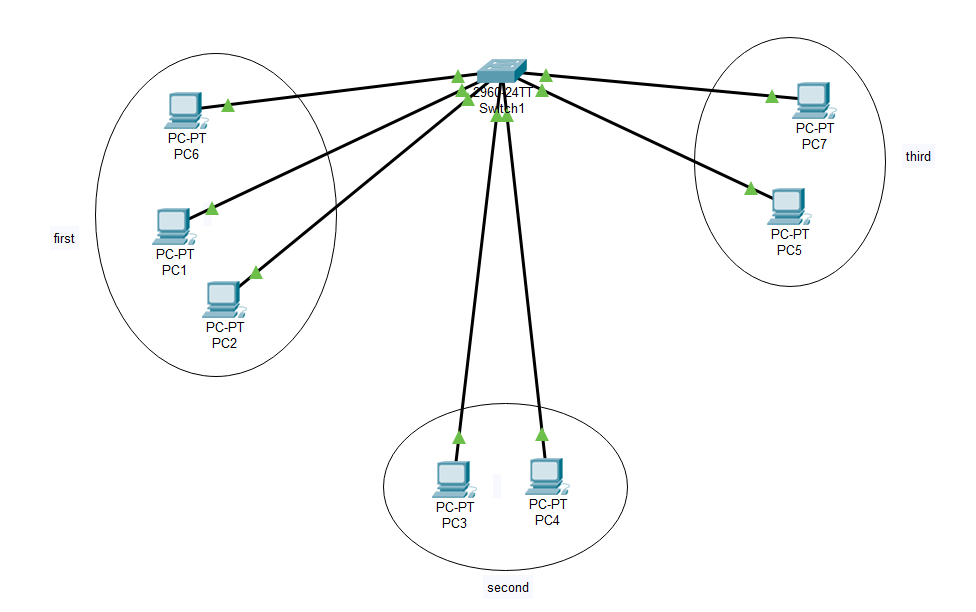 2960-24TT
Switch1
PC-PT
PC6
PC-PT
PC7
third
PC-PT
PC1
PC-PT
PC5
first
PC-PT
PC2
PC-PT
PC3
PC-PT
PC4
second